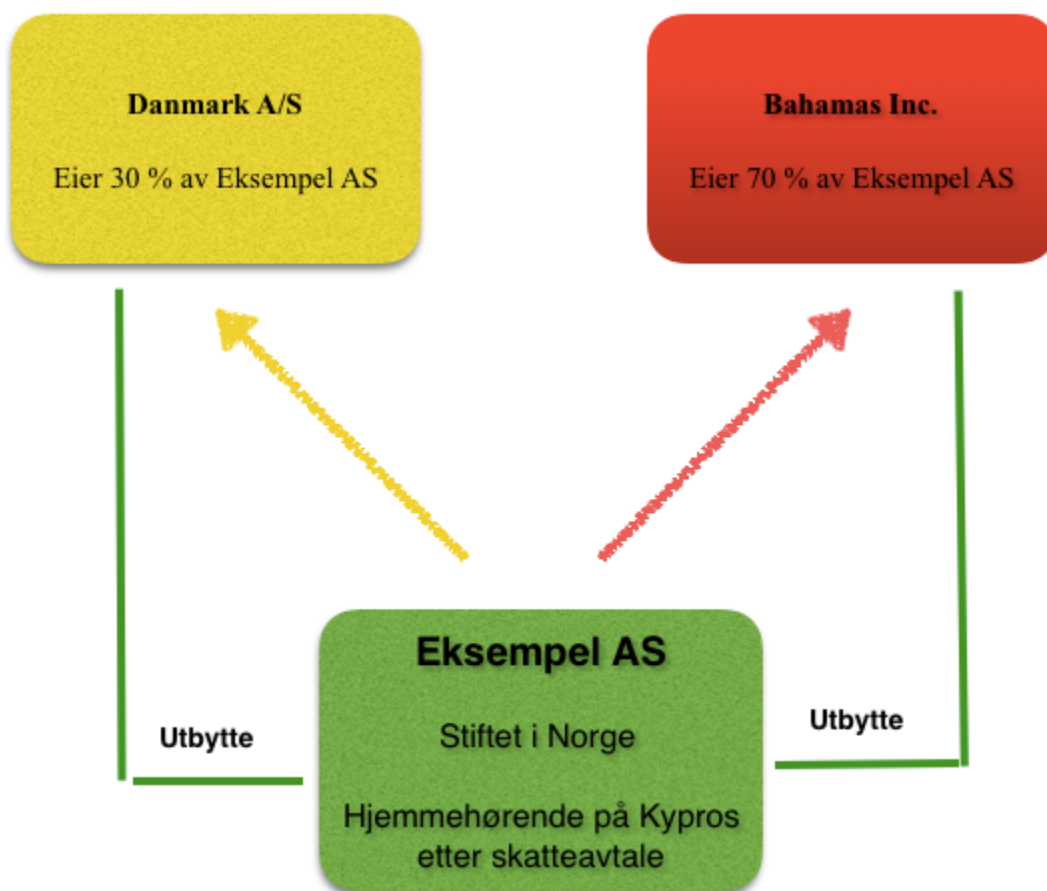 Danmark A/S
Eier 30 % av Eksempel AS
Bahamas Inc.
Eier 70 % av Eksempel AS
Eksempel AS
Utbytte
Stiftet i Norge
Utbytte
Hjemmehørende på Kypros
etter skatteavtale